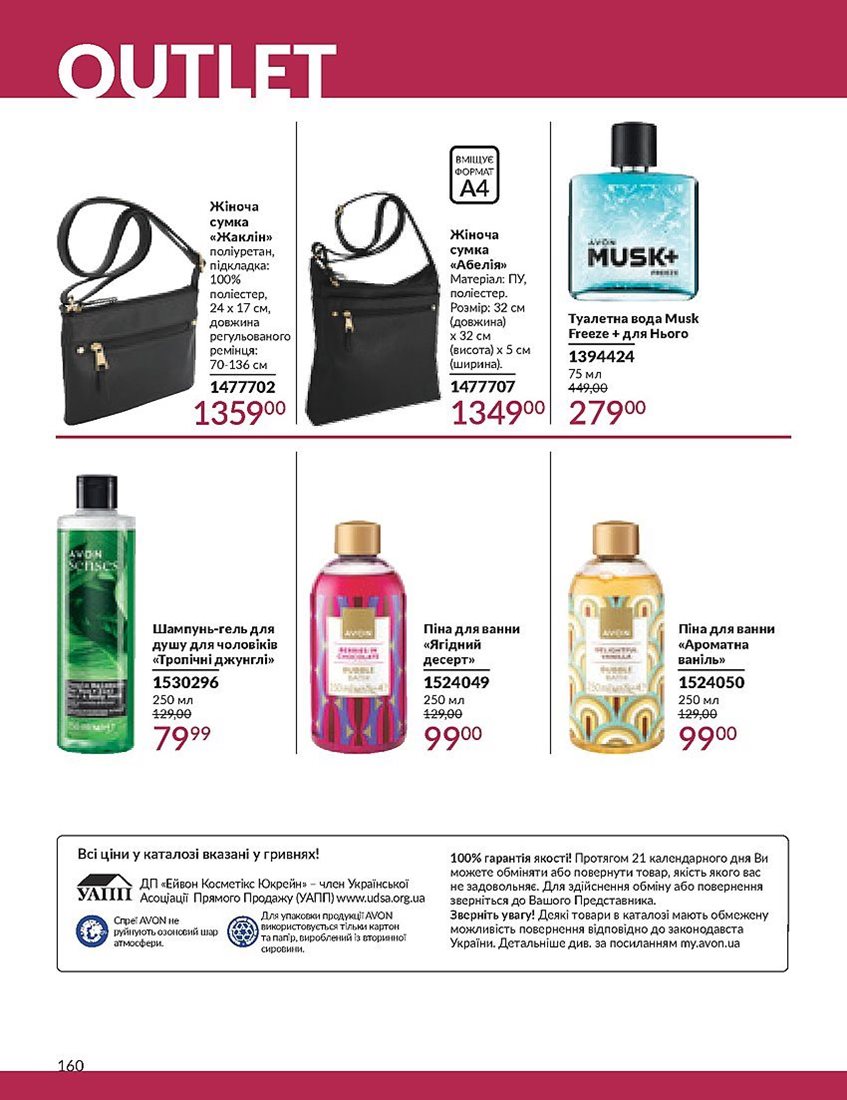 OUTLET
Жіноча
сумка
«Жаклін»
поліуретан,
підкладка:
100%
поліестер,
24 х 17 см,
довжина
регульованого
ремінця:
70-136 см
1477702
1359⁰⁰
ВМІЩУЄ
ФОРМАТ
А4
Жіноча
сумка
«Абелія»
Матеріал: ПУ,
поліестер.
Розмір: 32 см
(довжина)
х 32 см
(висота) х 5 см
(ширина).
1477707
1349⁰⁰
AVON
MUSK+
FREEZE
Туалетна вода Musk
Freeze + для Нього
1394424
75 мл
449,00
279⁰⁰
AVON
senses
Шампунь-гель для
душу для чоловіків
«Тропічні джунглі»
1530296
250 мл
129,00
79⁹⁹
AVON
BERRIES IN
CHOCOLATE
BUBBLE
BATH
Піна для ванни
«Ягідний
десерт»
1524049
250 мл
129,00
99⁰⁰
AVON
DELIGHTFUL
VANILLA
BUBBLE
BATH
Піна для ванни
«Ароматна
ваніль»
1524050
250 мл
129,00
99⁰⁰
Всі ціни у каталозі вказані у гривнях!
УАПП
ДП «Ейвон Косметікс Юкрейн» – член Української
Асоціації Прямого Продажу (УАПП) www.udsa.org.ua
Спреї AVON не
руйнують озоновий шар
атмосфери.
Для упаковки продукції AVON
використовується тільки картон
та папір, вироблений із вторинної
сировини.
100% гарантія якості! Протягом 21 календарного дня Ви
можете обміняти або повернути товар, якість якого вас
не задовольняє. Для здійснення обміну або повернення
зверніться до Вашого Представника.
Зверніть увагу! Деякі товари в каталозі мають обмежену
можливість повернення відповідно до законодавста
України. Детальніше див. за посиланням my.avon.ua
160